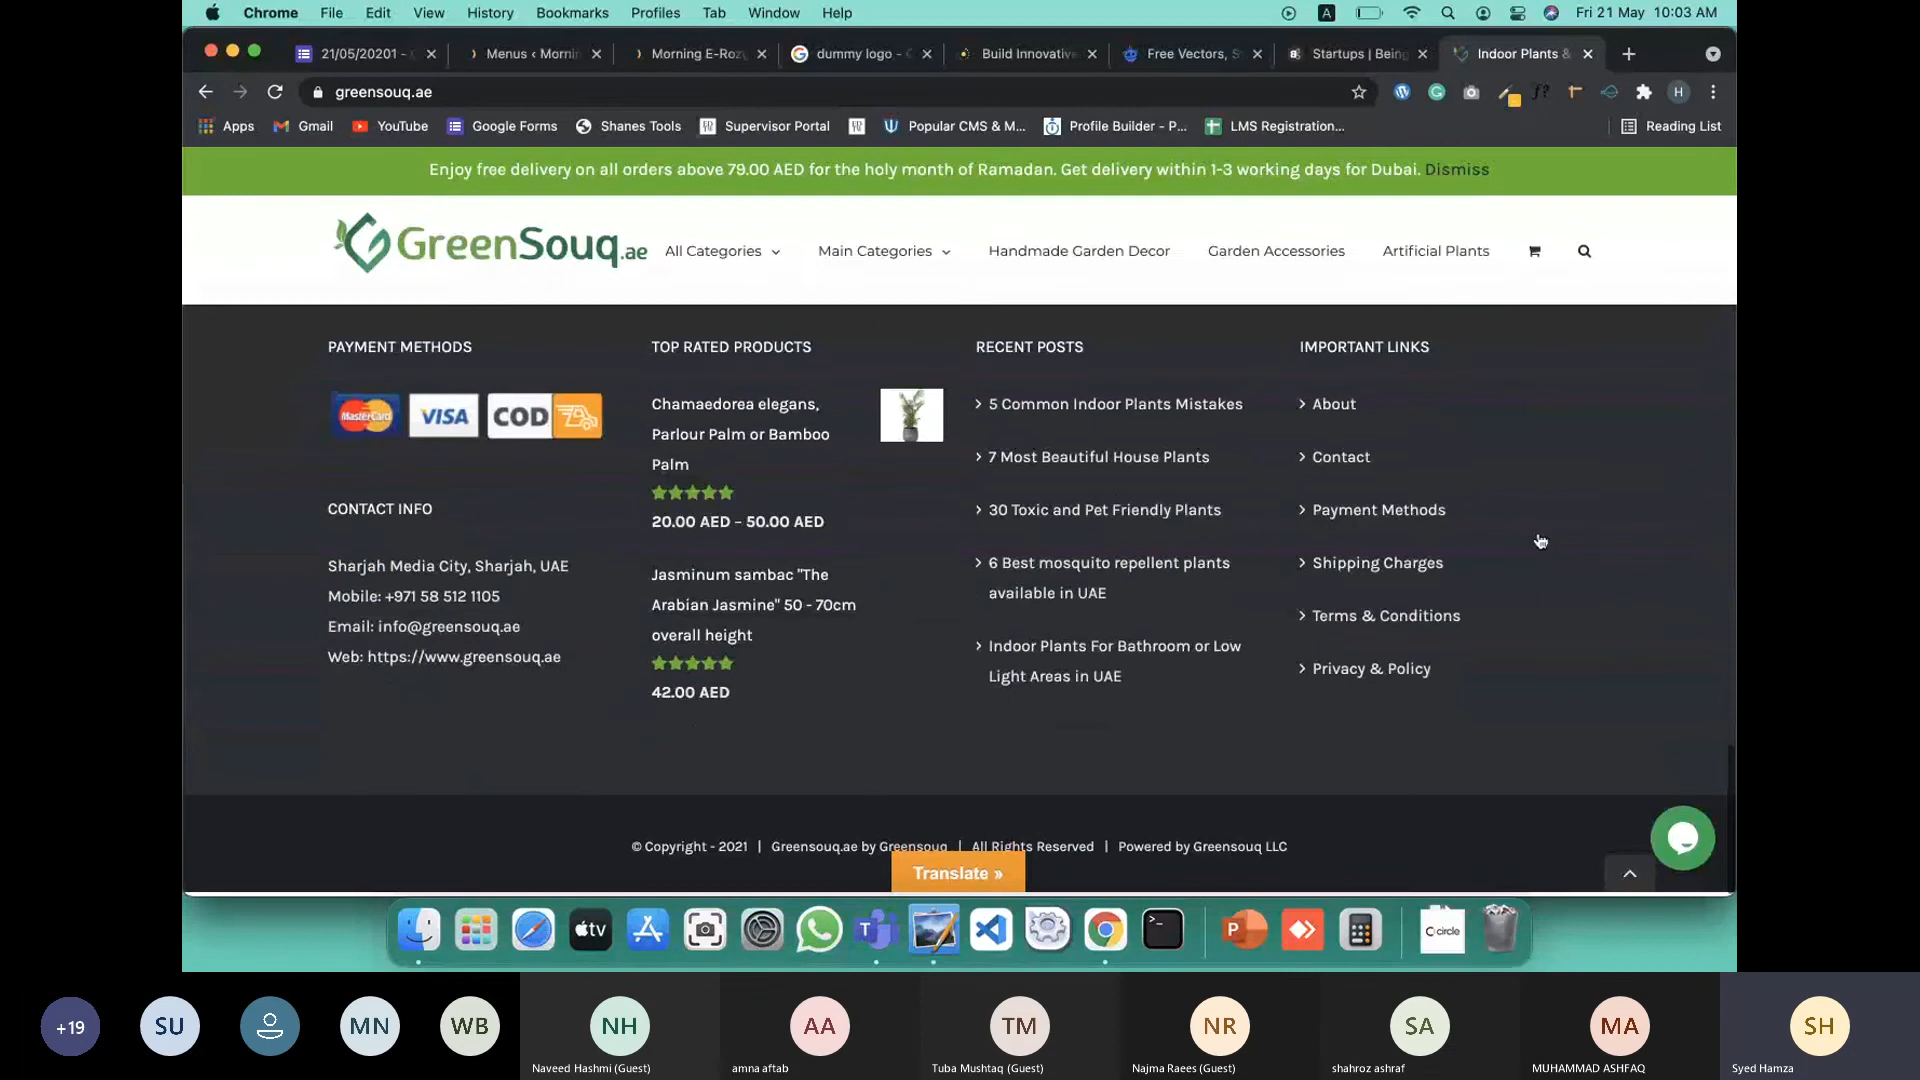 Chrome File Edit View History Bookmarks Profiles Tab Window Help A Fri 21 May 10:03 AM
21/05/20201 - Menus ‹ Morni Morning E-Roz dummy logo - Build Innovative Free Vectors, S Startups | Being Indoor Plants &
greensouq.ae H
Apps Gmail YouTube Google Forms Shanes Tools Supervisor Portal Popular CMS & M... Profile Builder - P... LMS Registration... Reading List
Enjoy free delivery on all orders above 79.00 AED for the holy month of Ramadan. Get delivery within 1-3 working days for Dubai. Dismiss
GreenSouq.ae All Categories Main Categories Handmade Garden Decor Garden Accessories Artificial Plants
PAYMENT METHODS
MasterCard VISA COD
CONTACT INFO
Sharjah Media City, Sharjah, UAE
Mobile: +971 58 512 1105
Email: info@greensouq.ae
Web: https://www.greensouq.ae
TOP RATED PRODUCTS
Chamaedorea elegans,
Parlour Palm or Bamboo
Palm
20.00 AED – 50.00 AED
Jasminum sambac "The
Arabian Jasmine" 50 - 70cm
overall height
42.00 AED
RECENT POSTS
5 Common Indoor Plants Mistakes
7 Most Beautiful House Plants
30 Toxic and Pet Friendly Plants
6 Best mosquito repellent plants
available in UAE
Indoor Plants For Bathroom or Low
Light Areas in UAE
IMPORTANT LINKS
About
Contact
Payment Methods
Shipping Charges
Terms & Conditions
Privacy & Policy
© Copyright - 2021 | Greensouq.ae by Greensouq | All Rights Reserved | Powered by Greensouq LLC
Translate »
tv T P circle
+19 SU MN WB NH AA TM NR SA MA SH
Naveed Hashmi (Guest) amna aftab Tuba Mushtaq (Guest) Najma Raees (Guest) shahroz ashraf MUHAMMAD ASHFAQ Syed Hamza